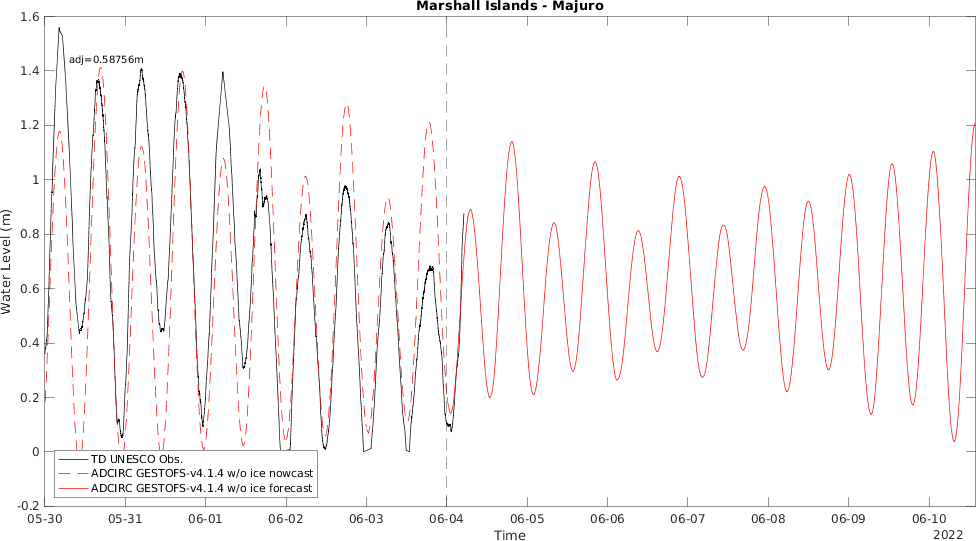 Marshall Islands - Majuro
1.6
1.4
1.2
1
0.8
0.6
0.4
0.2
0
-0.2
Water Level (m)
adj=0.58756m
TD UNESCO Obs.
ADCIRC GESTOFS-v4.1.4 w/o ice nowcast
ADCIRC GESTOFS-v4.1.4 w/o ice forecast
05-30 05-31 06-01 06-02 06-03 06-04 06-05 06-06 06-07 06-08 06-09 06-10
Time
2022